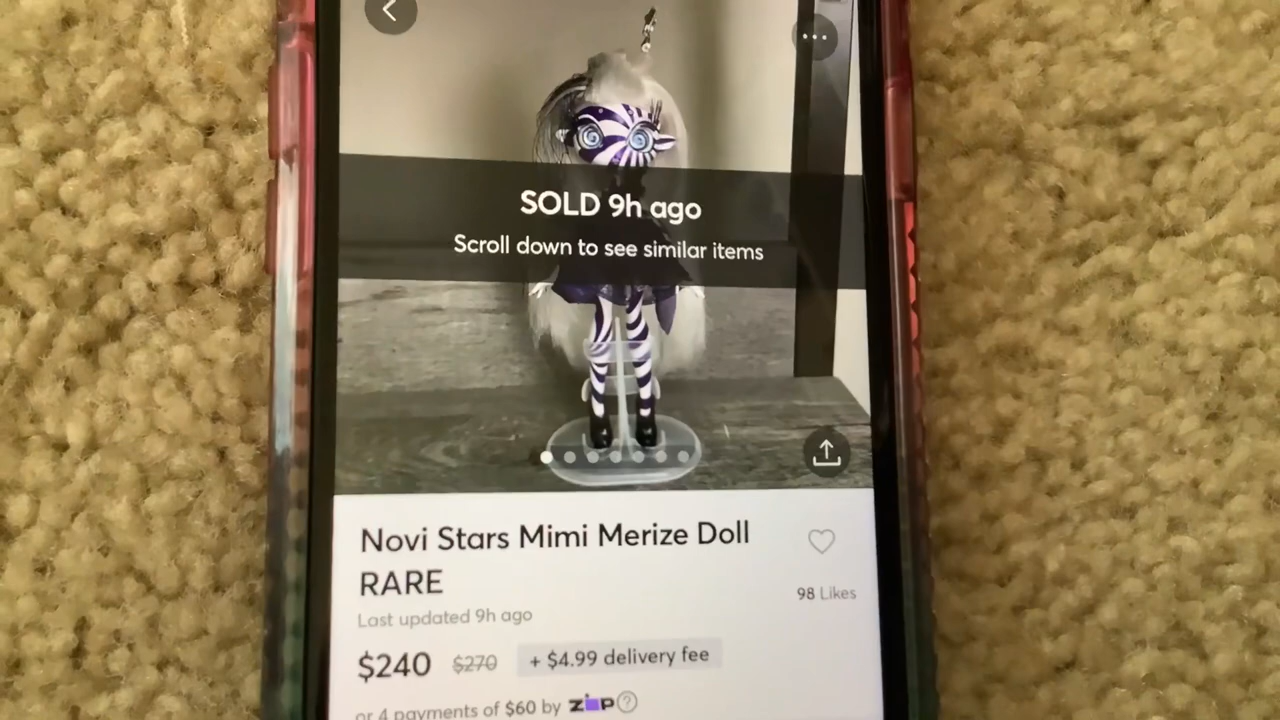 SOLD 9h ago
Scroll down to see similar items
Novi Stars Mimi Merize Doll
RARE
98 Likes
Last updated 9h ago
$240 $270 + $4.99 delivery fee
or 4 payments of $60 by ZIP ?